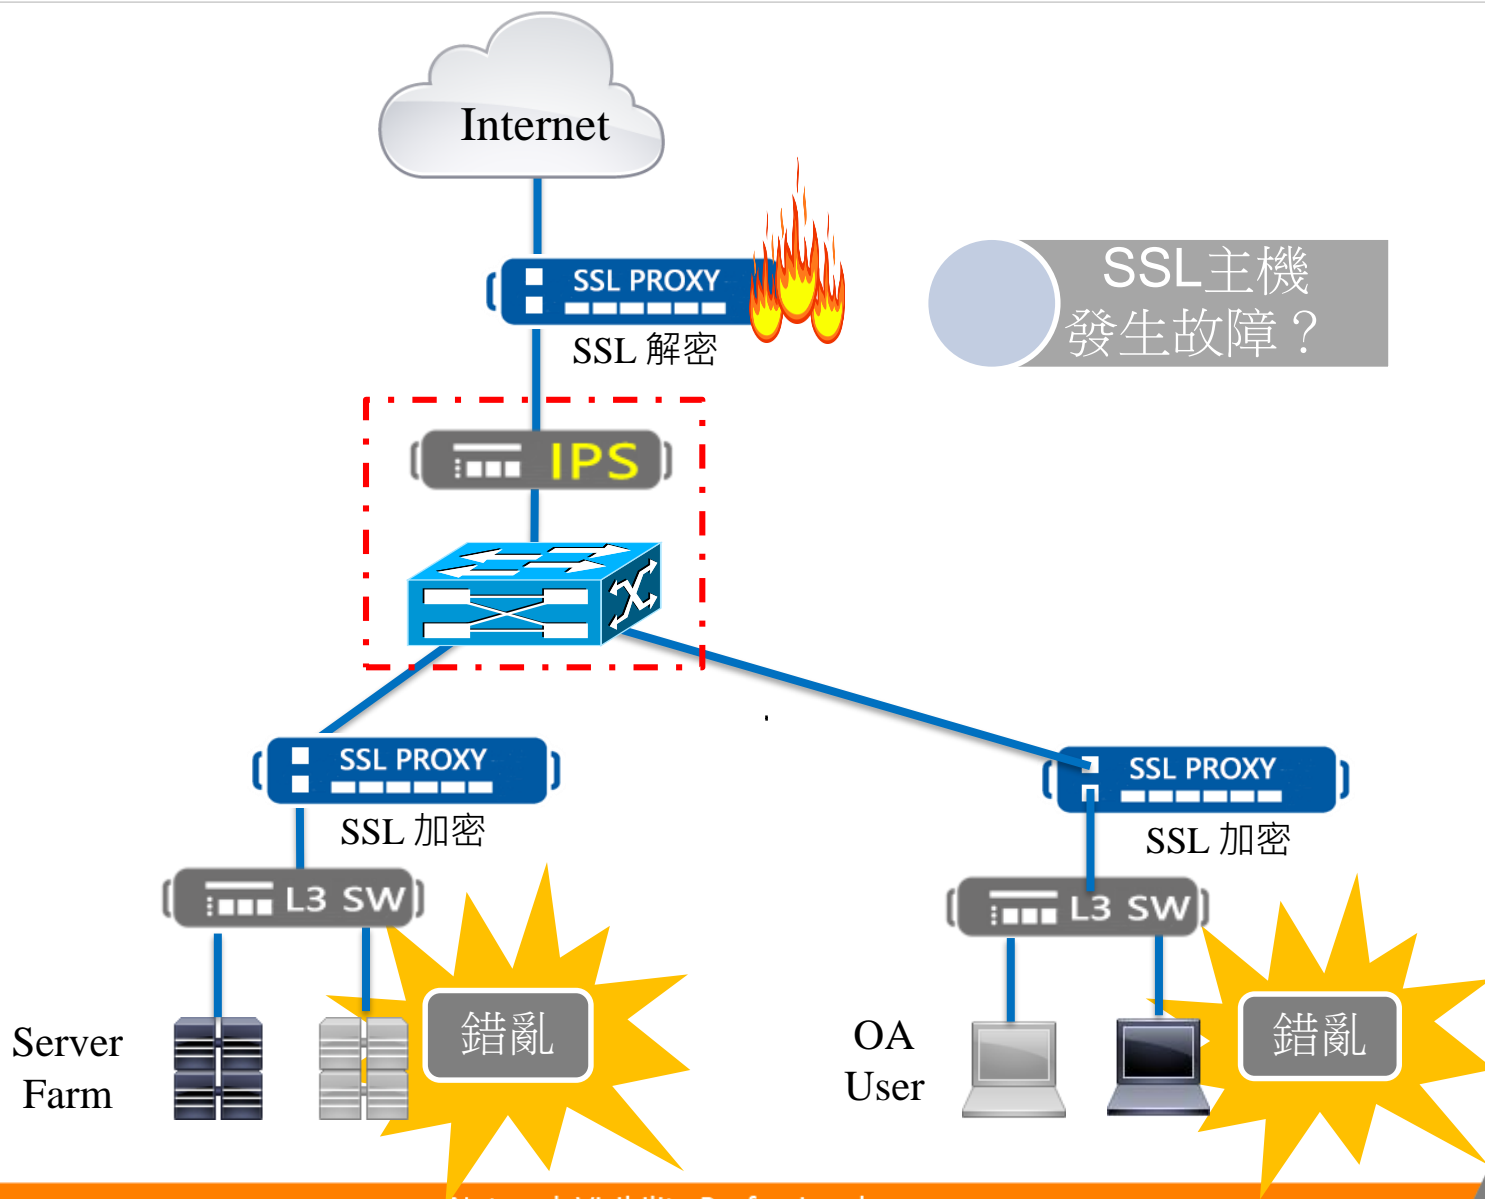 Internet
SSL PROXY
SSL 解密
SSL主機
發生故障？
IPS
SSL PROXY
SSL 加密
SSL PROXY
SSL 加密
L3 SW
L3 SW
Server
Farm
錯亂
OA
User
錯亂